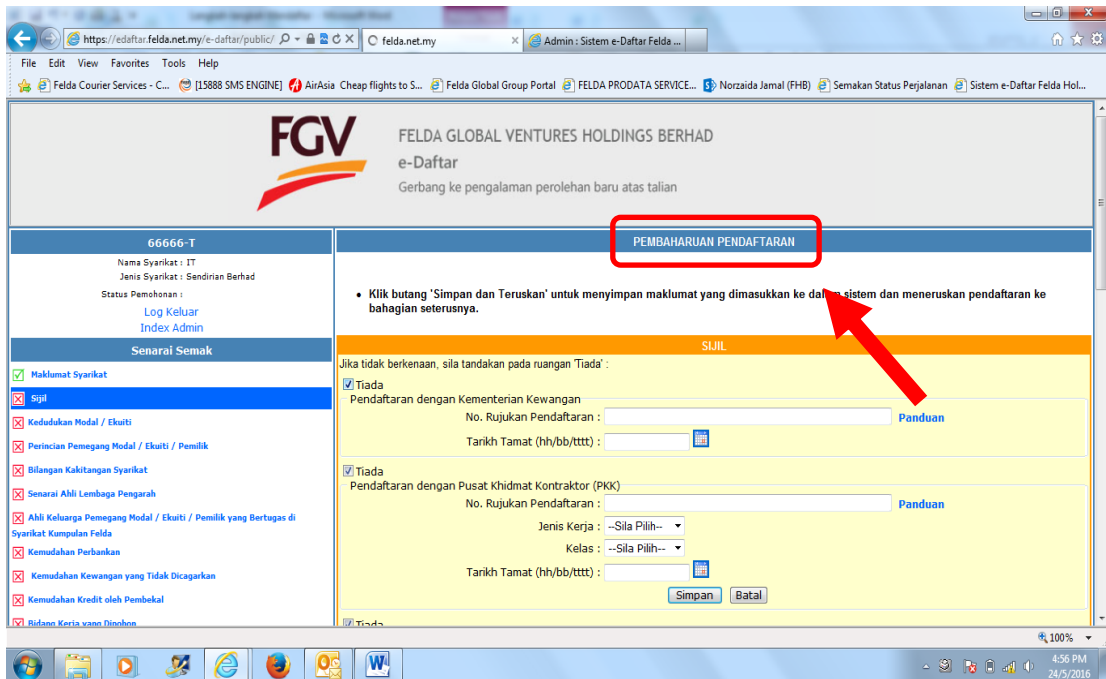 https://edaftar.felda.net.my/e-daftar/public/
felda.net.my
Admin : Sistem e-Daftar Felda ...
File Edit View Favorites Tools Help
Felda Courier Services - C...
[15888 SMS ENGINE]
AirAsia Cheap flights to S...
Felda Global Group Portal
FELDA PRODATA SERVICE...
Norzaida Jamal (FHB)
Semakan Status Perjalanan
Sistem e-Daftar Felda Hol...
FGV
FELDA GLOBAL VENTURES HOLDINGS BERHAD
e-Daftar
Gerbang ke pengalaman perolehan baru atas talian
66666-T
Nama Syarikat : IT
Jenis Syarikat : Sendirian Berhad
Status Pemohonan :
Log Keluar
Index Admin
Senarai Semak
Maklumat Syarikat
Sijil
Kedudukan Modal / Ekuiti
Perincian Pemegang Modal / Ekuiti / Pemilik
Bilangan Kakitangan Syarikat
Senarai Ahli Lembaga Pengarah
Ahli Keluarga Pemegang Modal / Ekuiti / Pemilik yang Bertugas di
Syarikat Kumpulan Felda
Kemudahan Perbankan
Kemudahan Kewangan yang Tidak Dicagarkan
Kemudahan Kredit oleh Pembekal
Bidang Kerja yang Dipohon
PEMBAHARUAN PENDAFTARAN
• Klik butang 'Simpan dan Teruskan' untuk menyimpan maklumat yang dimasukkan ke dalam sistem dan meneruskan pendaftaran ke
bahagian seterusnya.
SIJIL
Jika tidak berkenaan, sila tandakan pada ruangan 'Tiada' :
Tiada
Pendaftaran dengan Kementerian Kewangan
No. Rujukan Pendaftaran : Panduan
Tarikh Tamat (hh/bb/tttt) :
Tiada
Pendaftaran dengan Pusat Khidmat Kontraktor (PKK)
No. Rujukan Pendaftaran : Panduan
Jenis Kerja : --Sila Pilih--
Kelas : --Sila Pilih--
Tarikh Tamat (hh/bb/tttt) :
Simpan Batal
Tiada
100%
4:56 PM
24/5/2016